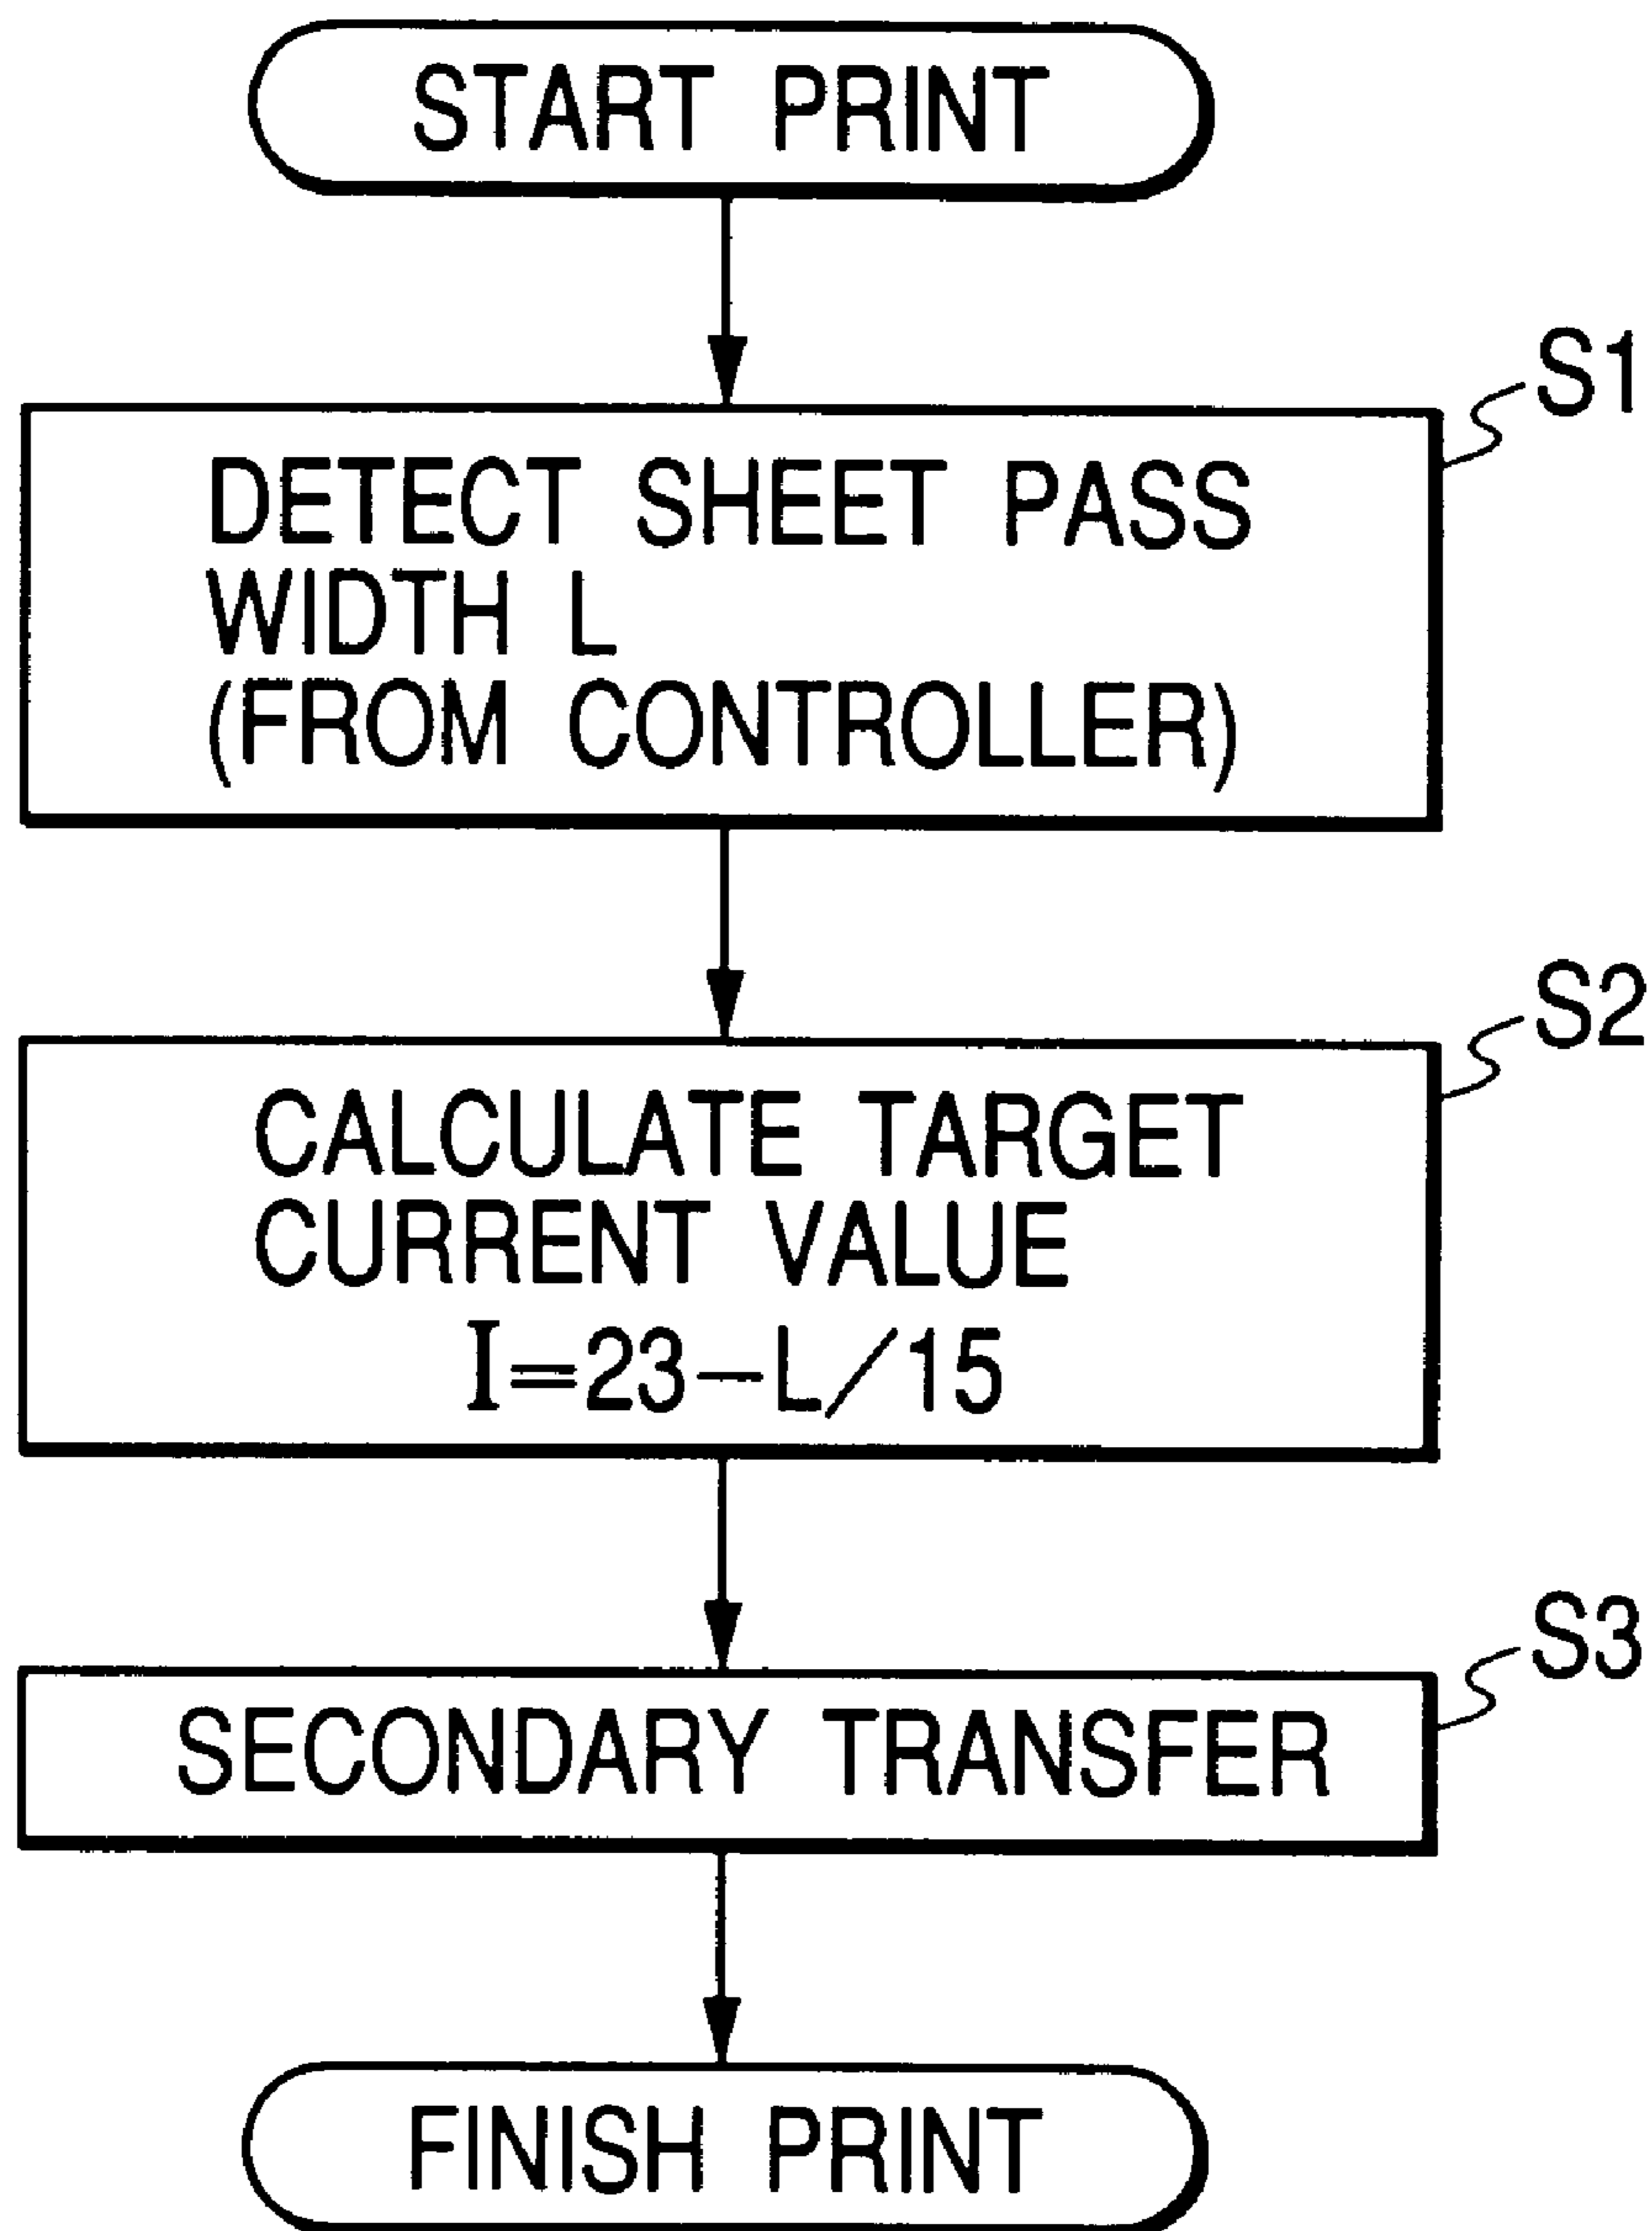 START PRINT
S1
DETECT SHEET PASS
WIDTH L
(FROM CONTROLLER)
S2
CALCULATE TARGET
CURRENT VALUE
I=23-L/15
S3
SECONDARY TRANSFER
FINISH PRINT